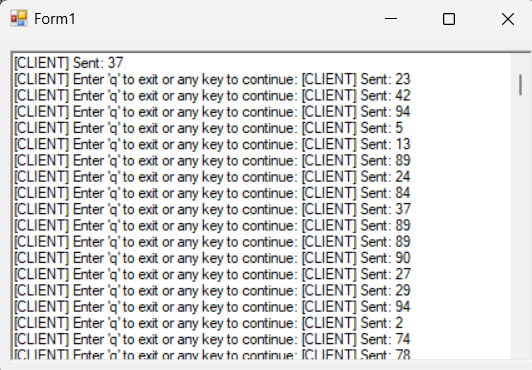 Form1
[CLIENT] Sent: 37
[CLIENT] Enter 'q' to exit or any key to continue: [CLIENT] Sent: 23
[CLIENT] Enter 'q' to exit or any key to continue: [CLIENT] Sent: 42
[CLIENT] Enter 'q' to exit or any key to continue: [CLIENT] Sent: 94
[CLIENT] Enter 'q' to exit or any key to continue: [CLIENT] Sent: 5
[CLIENT] Enter 'q' to exit or any key to continue: [CLIENT] Sent: 13
[CLIENT] Enter 'q' to exit or any key to continue: [CLIENT] Sent: 89
[CLIENT] Enter 'q' to exit or any key to continue: [CLIENT] Sent: 24
[CLIENT] Enter 'q' to exit or any key to continue: [CLIENT] Sent: 84
[CLIENT] Enter 'q' to exit or any key to continue: [CLIENT] Sent: 37
[CLIENT] Enter 'q' to exit or any key to continue: [CLIENT] Sent: 89
[CLIENT] Enter 'q' to exit or any key to continue: [CLIENT] Sent: 89
[CLIENT] Enter 'q' to exit or any key to continue: [CLIENT] Sent: 90
[CLIENT] Enter 'q' to exit or any key to continue: [CLIENT] Sent: 27
[CLIENT] Enter 'q' to exit or any key to continue: [CLIENT] Sent: 29
[CLIENT] Enter 'q' to exit or any key to continue: [CLIENT] Sent: 94
[CLIENT] Enter 'q' to exit or any key to continue: [CLIENT] Sent: 2
[CLIENT] Enter 'q' to exit or any key to continue: [CLIENT] Sent: 74
[CLIENT] Enter 'q' to exit or any key to continue: [CLIENT] Sent: 78